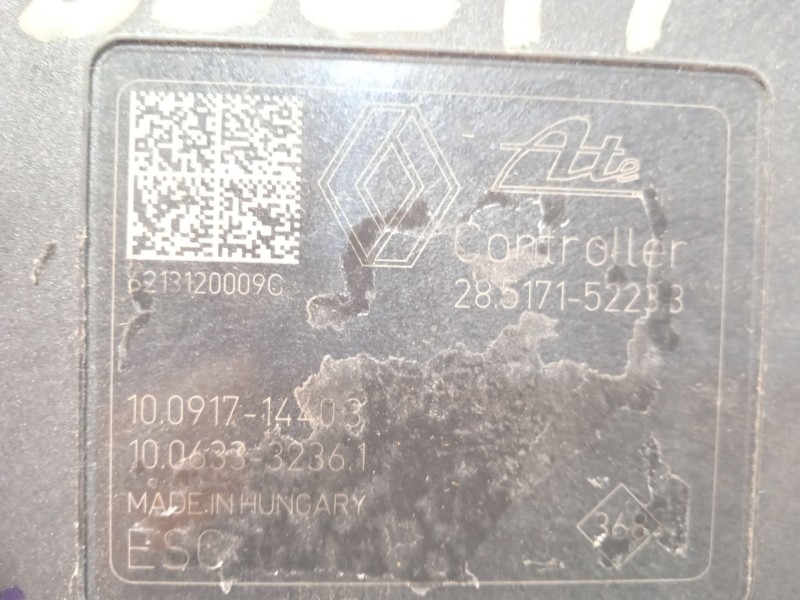 Ate
Controller
6213120009C
28.5171-5223.3
10.0917-1440.3
10.0633-3236.1
MADE.IN HUNGARY
368
ESC